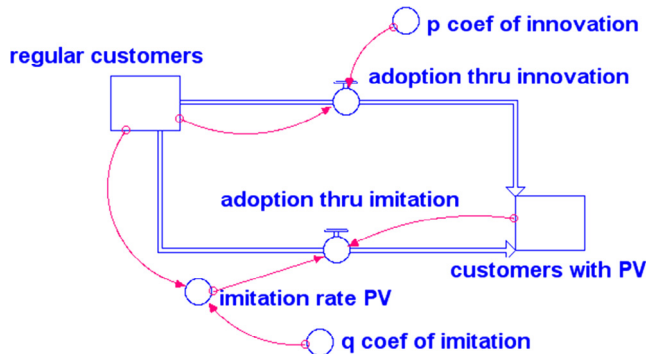 p coef of innovation
regular customers
adoption thru innovation
adoption thru imitation
customers with PV
imitation rate PV
q coef of imitation